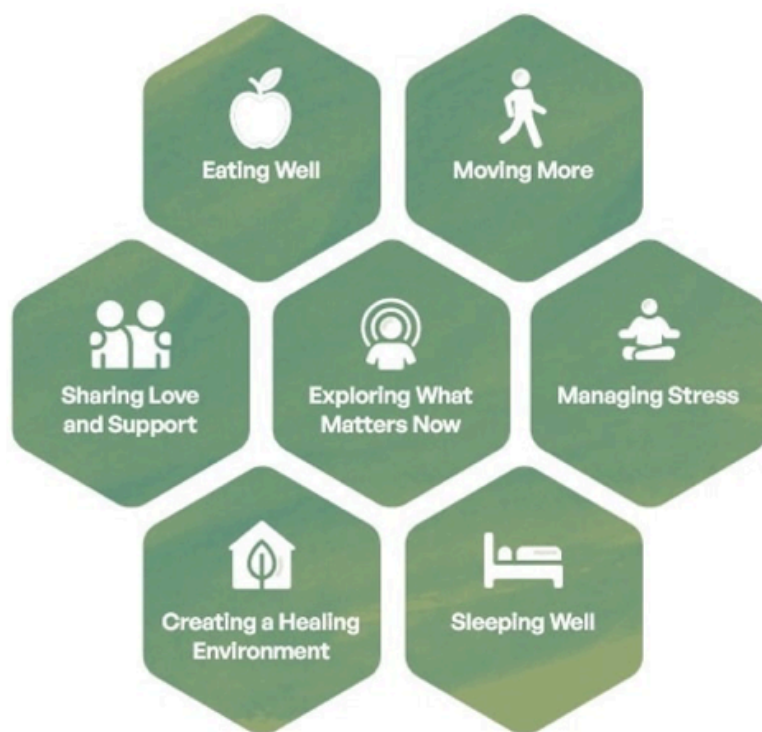 Eating Well
Moving More
Sharing Love
and Support
Exploring What
Matters Now
Managing Stress
Creating a Healing
Environment
Sleeping Well